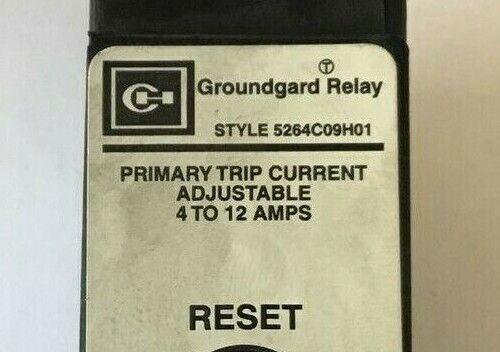 Ⓣ
Groundgard Relay
STYLE 5264C09H01
PRIMARY TRIP CURRENT
ADJUSTABLE
4 TO 12 AMPS
RESET